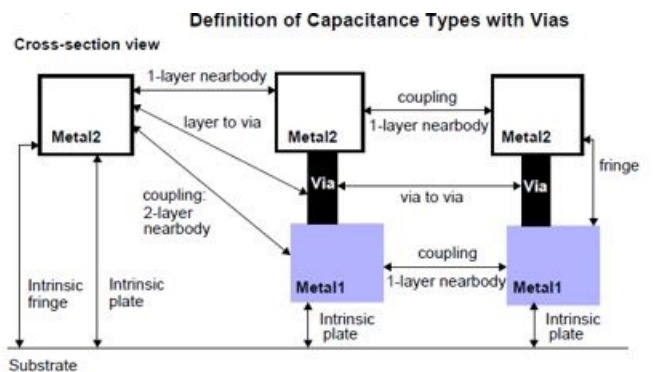 Definition of Capacitance Types with Vias
Cross-section view
1-layer nearbody
coupling
1-layer nearbody
Metal2
Metal2
Metal2
layer to via
fringe
Via
via to via
Via
coupling:
2-layer
nearbody
coupling
1-layer nearbody
Metal1
Metal1
Intrinsic
fringe
Intrinsic
plate
Intrinsic
plate
Intrinsic
plate
Substrate